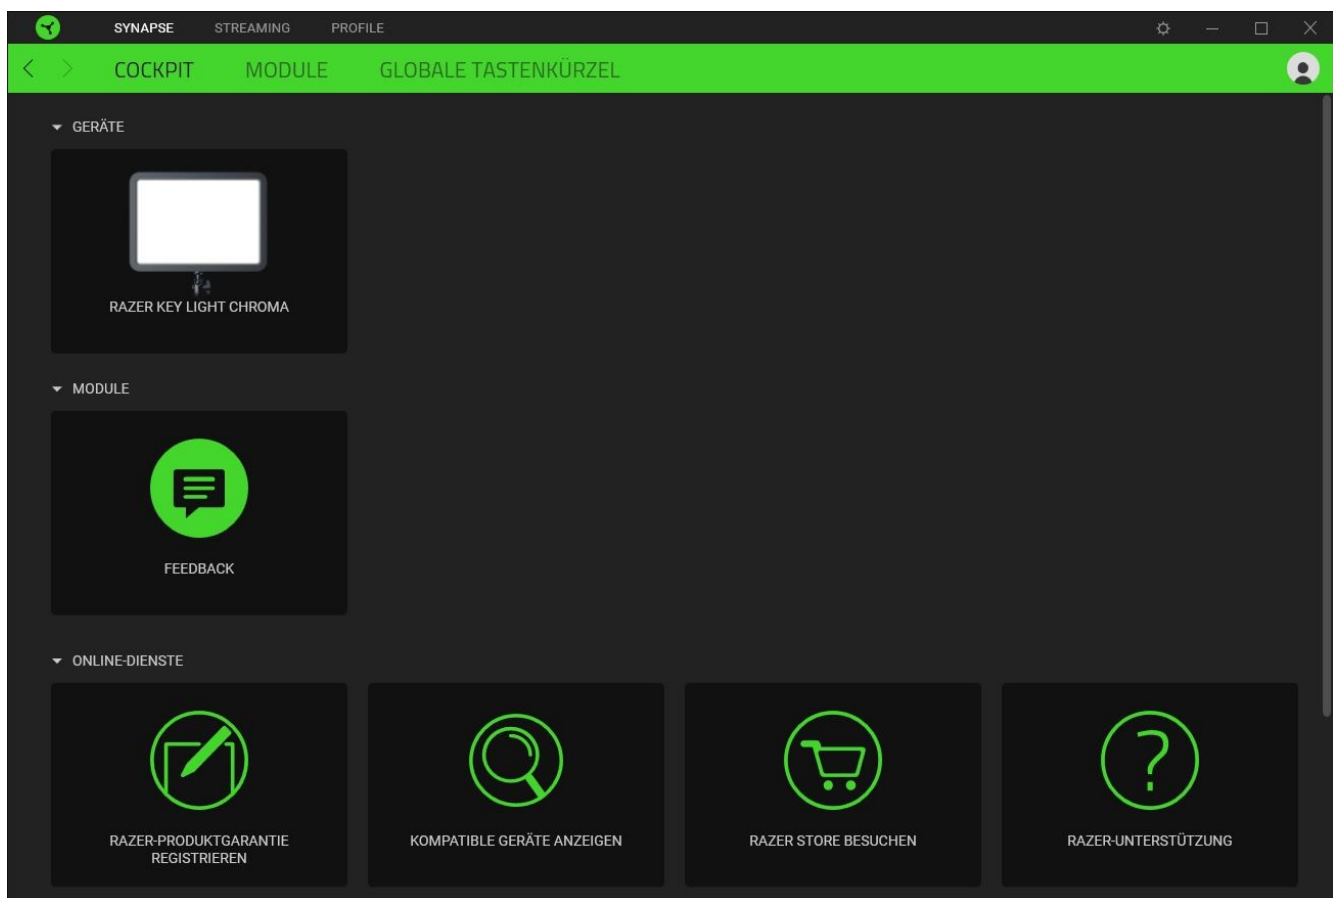 SYNAPSE STREAMING PROFILE
COCKPIT MODULE GLOBALE TASTENKÜRZEL
GERÄTE
RAZER KEY LIGHT CHROMA
MODULE
FEEDBACK
ONLINE-DIENSTE
RAZER-PRODUKTGARANTIE
REGISTRIEREN
KOMPATIBLE GERÄTE ANZEIGEN
RAZER STORE BESUCHEN
RAZER-UNTERSTÜTZUNG